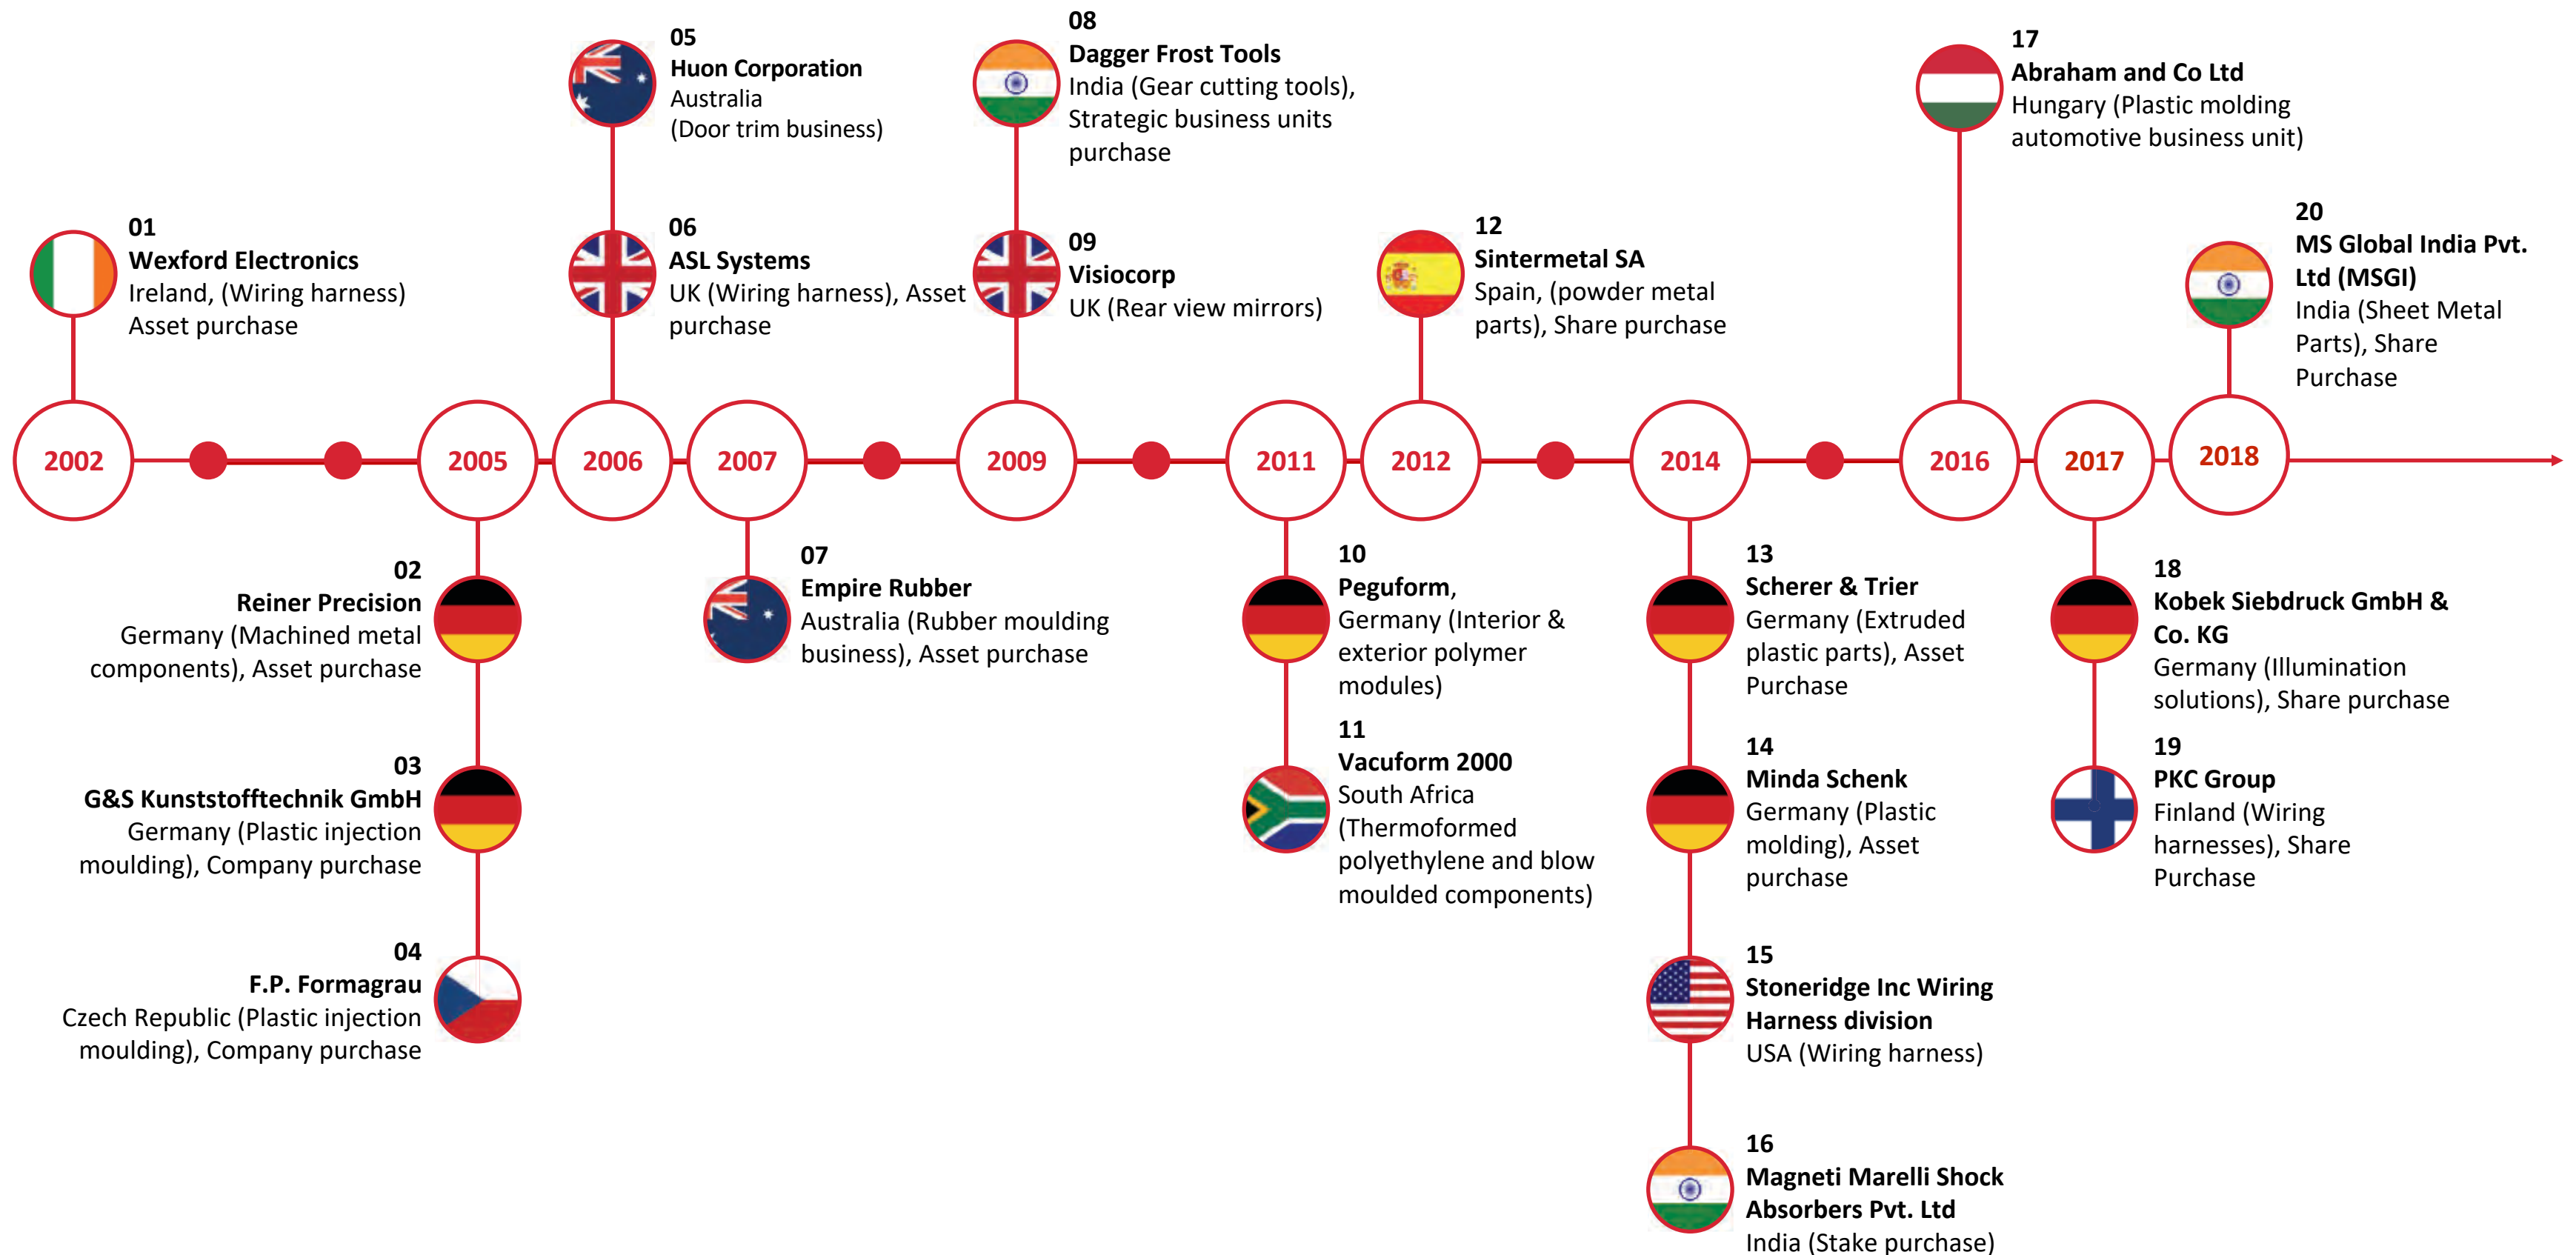 01
Wexford Electronics
Ireland, (Wiring harness)
Asset purchase
05
Huon Corporation
Australia
(Door trim business)
06
ASL Systems
UK (Wiring harness), Asset
purchase
08
Dagger Frost Tools
India (Gear cutting tools),
Strategic business units
purchase
09
Visiocorp
UK (Rear view mirrors)
12
Sintermetal SA
Spain, (powder metal
parts), Share purchase
17
Abraham and Co Ltd
Hungary (Plastic molding
automotive business unit)
20
MS Global India Pvt.
Ltd (MSGI)
India (Sheet Metal
Parts), Share
Purchase
2002
2005
2006
2007
2009
2011
2012
2014
2016
2017
2018
02
Reiner Precision
Germany (Machined metal
components), Asset purchase
03
G&S Kunststofftechnik GmbH
Germany (Plastic injection
moulding), Company purchase
04
F.P. Formagrau
Czech Republic (Plastic injection
moulding), Company purchase
07
Empire Rubber
Australia (Rubber moulding
business), Asset purchase
10
Peguform,
Germany (Interior &
exterior polymer
modules)
11
Vacuform 2000
South Africa
(Thermoformed
polyethylene and blow
moulded components)
13
Scherer & Trier
Germany (Extruded
plastic parts), Asset
Purchase
14
Minda Schenk
Germany (Plastic
molding), Asset
purchase
15
Stoneridge Inc Wiring
Harness division
USA (Wiring harness)
16
Magneti Marelli Shock
Absorbers Pvt. Ltd
India (Stake purchase)
18
Kobek Siebdruck GmbH &
Co. KG
Germany (Illumination
solutions), Share purchase
19
PKC Group
Finland (Wiring
harnesses), Share
Purchase